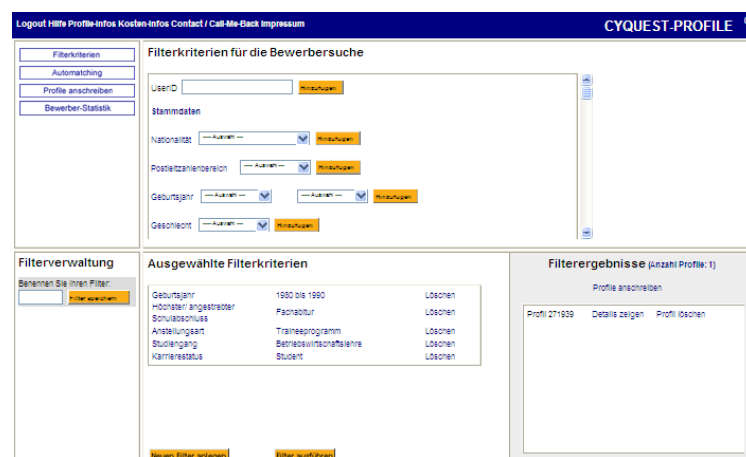 Logout Hilfe Profile-Infos Kosten-Infos Contact / Call-Me-Back Impressum
CYQUEST-PROFILE
Filterkriterien
Automatching
Profile anschreiben
Bewerber-Statistik
Filterkriterien für die Bewerbersuche
UserID Hinzufügen
Stammdaten
Nationalität --- Auswahl --- Hinzufügen
Postleitzahlenbereich --- Auswahl --- Hinzufügen
Geburtsjahr --- Auswahl --- --- Auswahl --- Hinzufügen
Geschlecht --- Auswahl --- Hinzufügen
Filterverwaltung
Benennen Sie Ihren Filter:
Filter speichern
Ausgewählte Filterkriterien
Geburtsjahr 1980 bis 1990 Löschen
Höchster/ angestrebter
Schulabschluss Fachabitur Löschen
Anstellungsart Traineeprogramm Löschen
Studiengang Betriebswirtschaftslehre Löschen
Karrierestatus Student Löschen
Neuen Filter anlegen Filter ausführen
Filterergebnisse (Anzahl Profile: 1)
Profile anschreiben
Profil 271939 Details zeigen Profil löschen